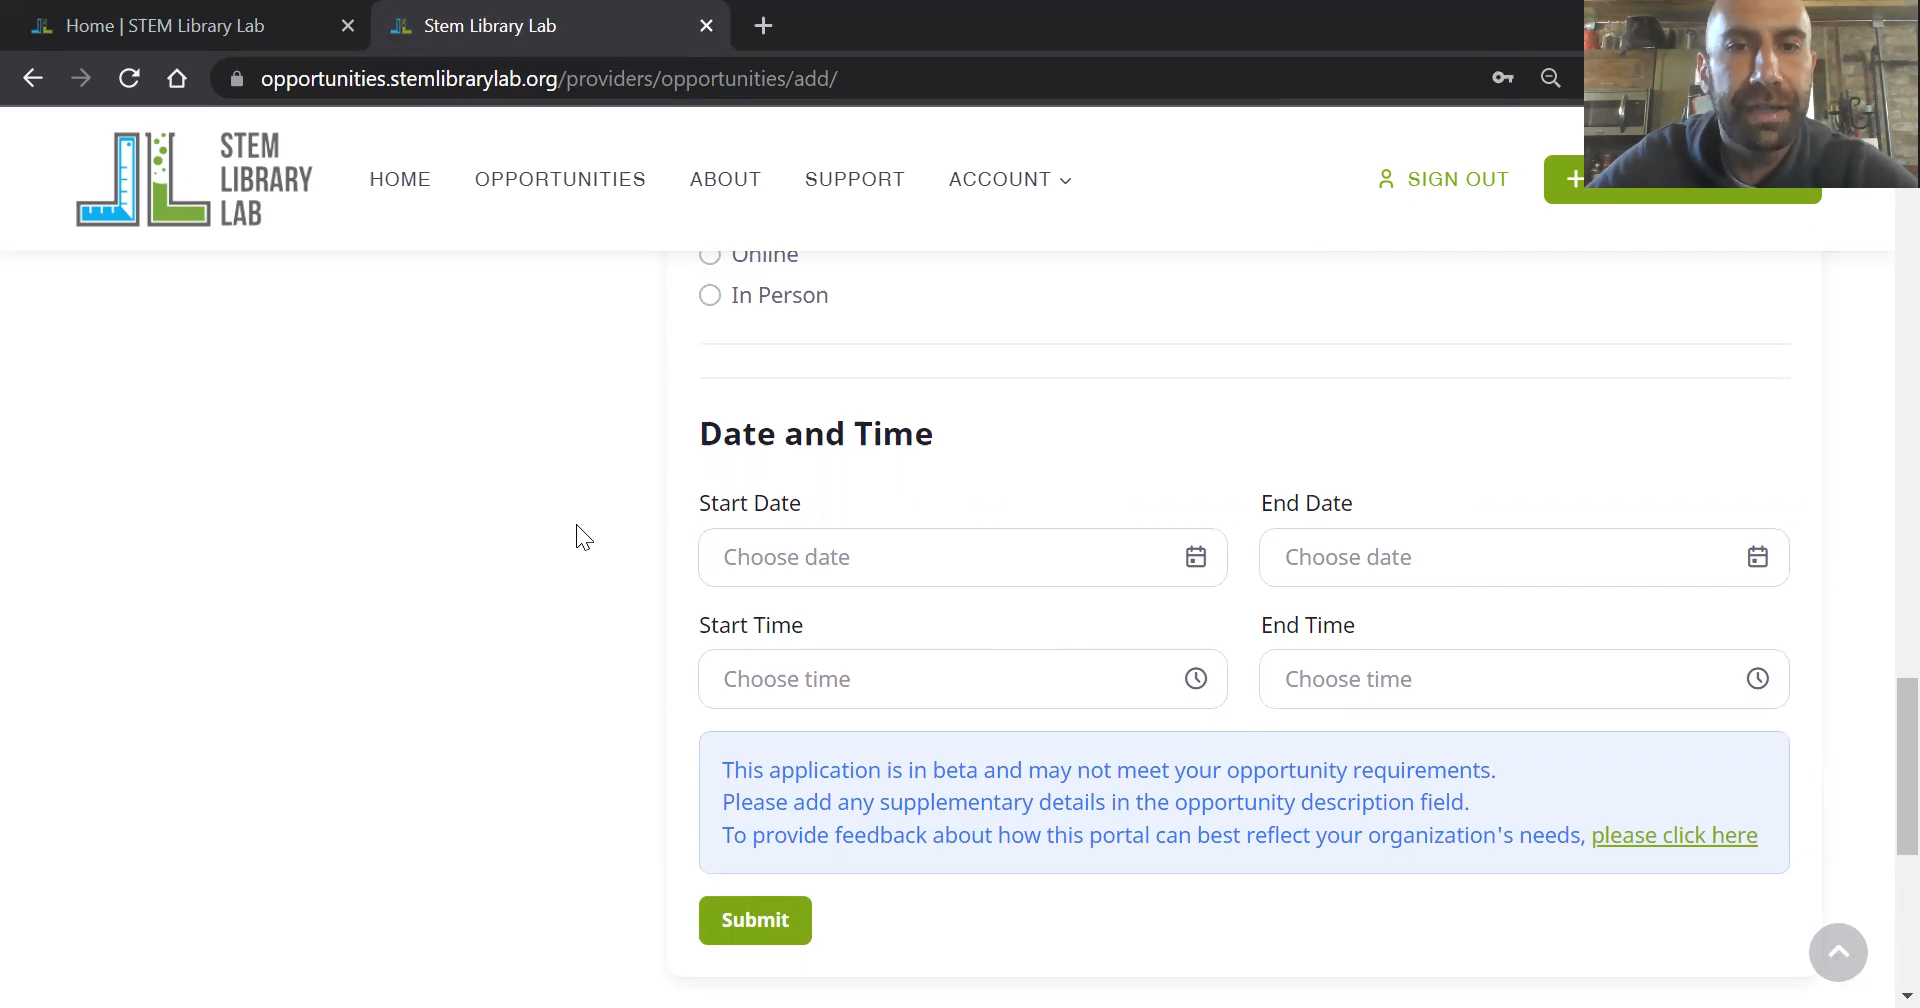 Home | STEM Library Lab
Stem Library Lab
opportunities.stemlibrarylab.org/providers/opportunities/add/
STEM
LIBRARY
LAB
HOME
OPPORTUNITIES
ABOUT
SUPPORT
ACCOUNT
SIGN OUT
Online
In Person
Date and Time
Start Date
End Date
Choose date
Choose date
Start Time
End Time
Choose time
Choose time
This application is in beta and may not meet your opportunity requirements.
Please add any supplementary details in the opportunity description field.
To provide feedback about how this portal can best reflect your organization's needs, please click here
Submit